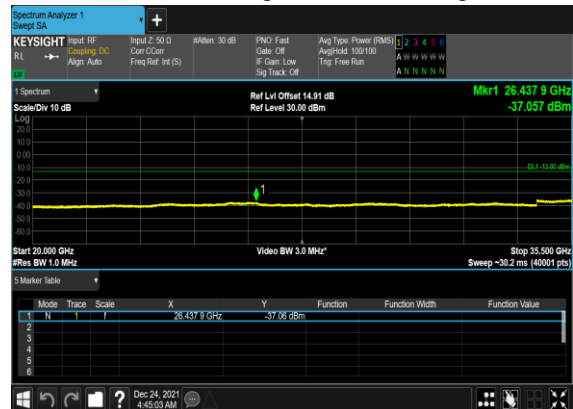 Spectrum Analyzer 1
Swept SA
+
KEYSIGHT Input: RF Input Z: 50 Ω #Atten: 30 dB PNO: Fast Avg Type: Power (RMS) 1 2 3 4 5 6
RL Coupling: DC Corr CCorr Gate: Off Avg|Hold: 100/100 A W W W W W
Align: Auto Freq Ref: Int (S) IF Gain: Low Trig: Free Run
LU Sig Track: Off A N N N N N
1 Spectrum Ref Lvl Offset 14.91 dB Mkr1 26.437 9 GHz
Scale/Div 10 dB Ref Level 30.00 dBm -37.057 dBm
Log
20.0
10.0
0.00
-10.0 DL1 -13.00 dBm
-20.0
-30.0 1
-40.0
-50.0
-60.0
Start 20.000 GHz Video BW 3.0 MHz* Stop 35.500 GHz
#Res BW 1.0 MHz Sweep ~30.2 ms (40001 pts)
5 Marker Table
Mode Trace Scale X Y Function Function Width Function Value
1 N 1 f 26.437 9 GHz -37.06 dBm
2
3
4
5
6
? Dec 24, 2021
4:45:03 AM